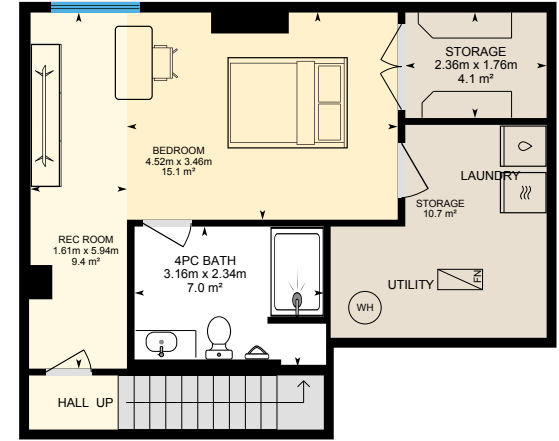 STORAGE
2.36m x 1.76m
4.1 m²
BEDROOM
4.52m x 3.46m
15.1 m²
LAUNDRY
STORAGE
10.7 m²
REC ROOM
1.61m x 5.94m
9.4 m²
4PC BATH
3.16m x 2.34m
7.0 m²
UTILITY
FN
WH
HALL UP